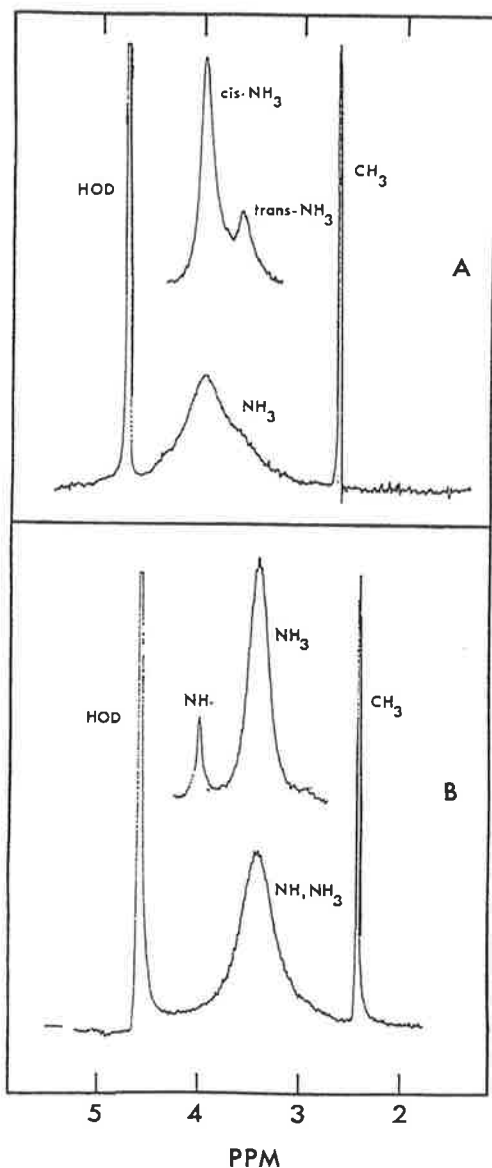 cis-NH3
HOD
CH3
trans-NH3
A
NH3
NH3
NH.
HOD
CH3
B
NH, NH3
5 4 3 2
PPM